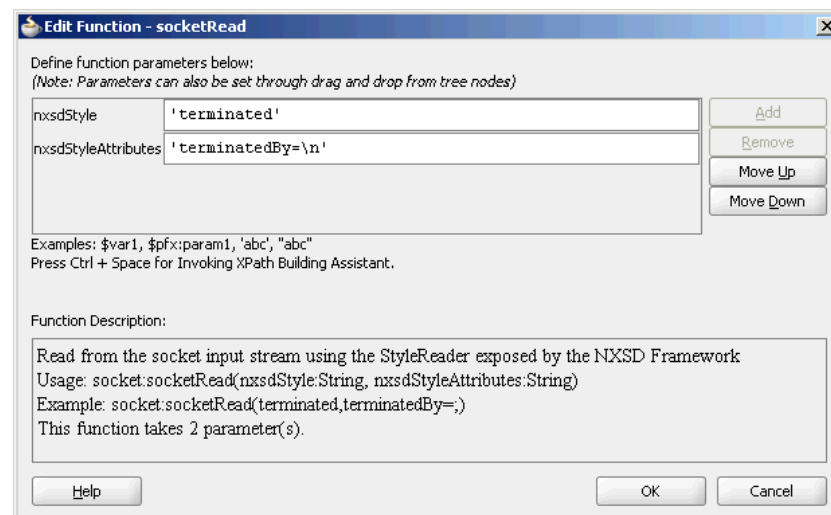 Edit Function - socketRead
Define function parameters below:
(Note: Parameters can also be set through drag and drop from tree nodes)
nxsdStyle 'terminated'
nxsdStyleAttributes 'terminatedBy=\n'
Add
Remove
Move Up
Move Down
Examples: $var1, $pfx:param1, 'abc', "abc"
Press Ctrl + Space for Invoking XPath Building Assistant.
Function Description:
Read from the socket input stream using the StyleReader exposed by the NXSD Framework
Usage: socket:socketRead(nxsdStyle:String, nxsdStyleAttributes:String)
Example: socket:socketRead(terminated,terminatedBy=;)
This function takes 2 parameter(s).
Help OK Cancel